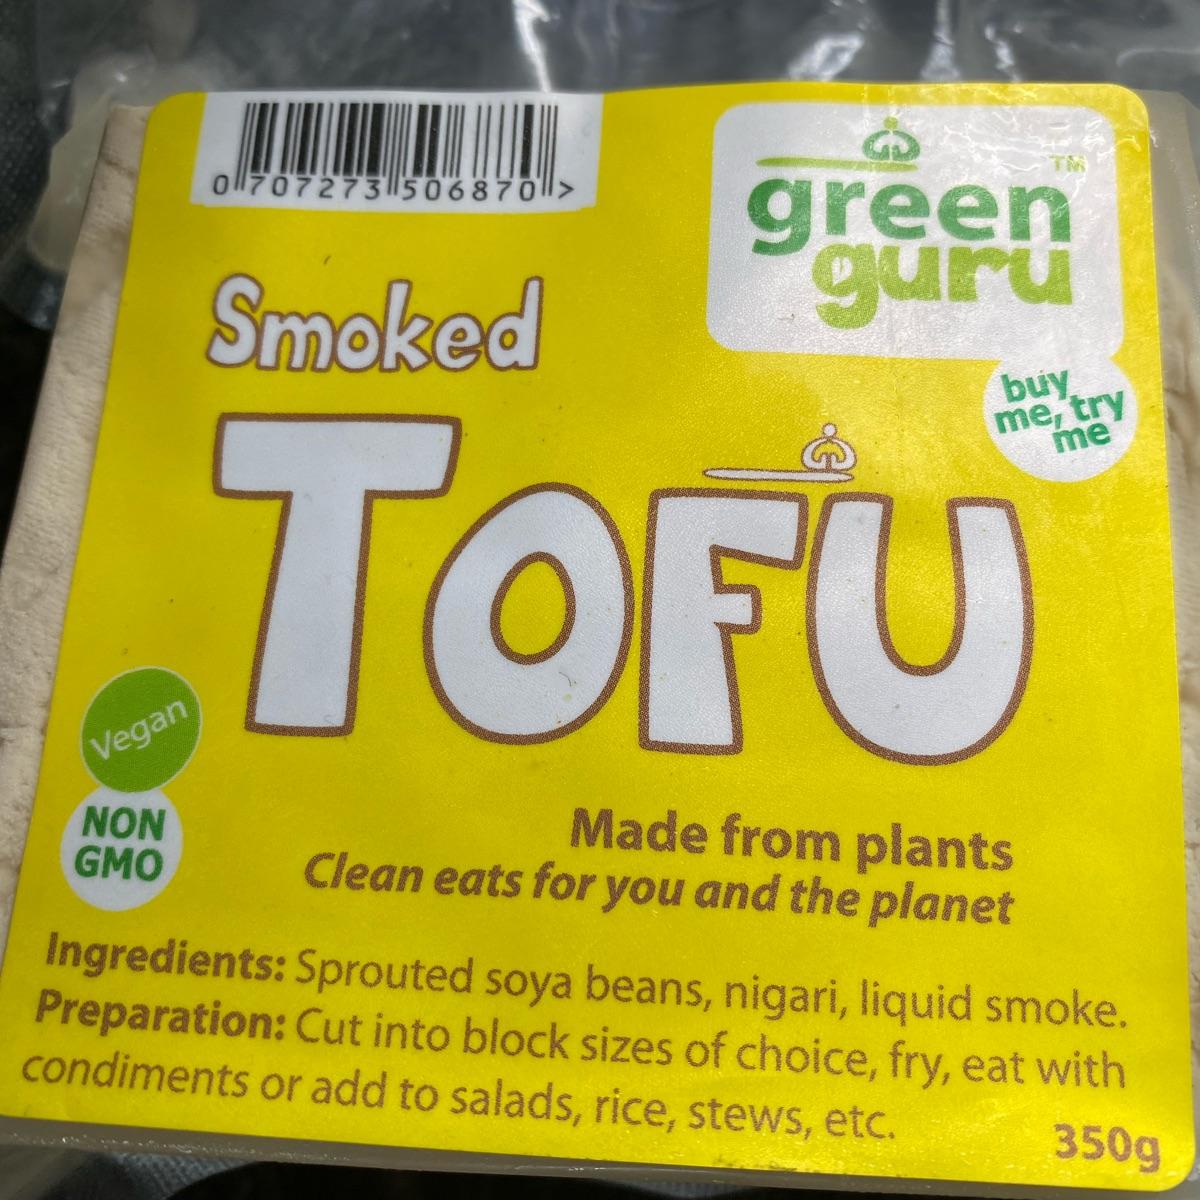 0 707273 506870 >
green
guru
TM
buy
me, try
me
Smoked
TOFU
Vegan
NON
GMO
Made from plants
Clean eats for you and the planet
Ingredients: Sprouted soya beans, nigari, liquid smoke.
Preparation: Cut into block sizes of choice, fry, eat with
condiments or add to salads, rice, stews, etc.
350g